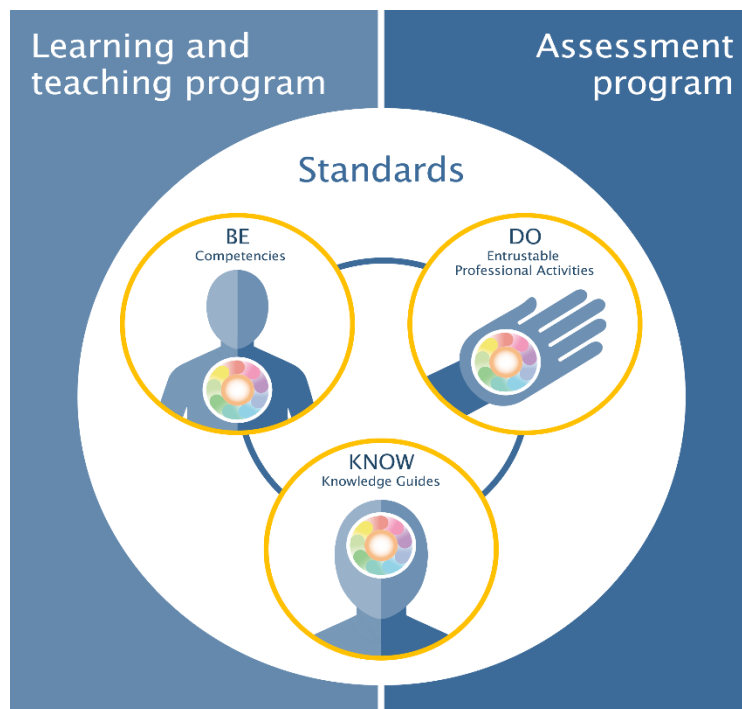 Learning and
teaching program
Assessment
program
Standards
BE
Competencies
DO
Entrustable
Professional Activities
KNOW
Knowledge Guides